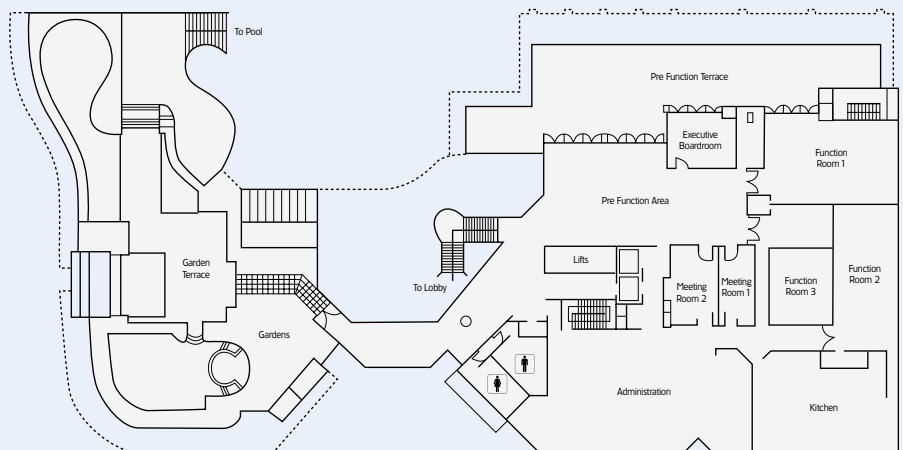 To Pool
Pre Function Terrace
Executive
Boardroom
Function
Room 1
Pre Function Area
Lifts
Garden
Terrace
Function
Room 2
Meeting
Room 1
Meeting
Room 2
Function
Room 3
To Lobby
Gardens
Administration
Kitchen